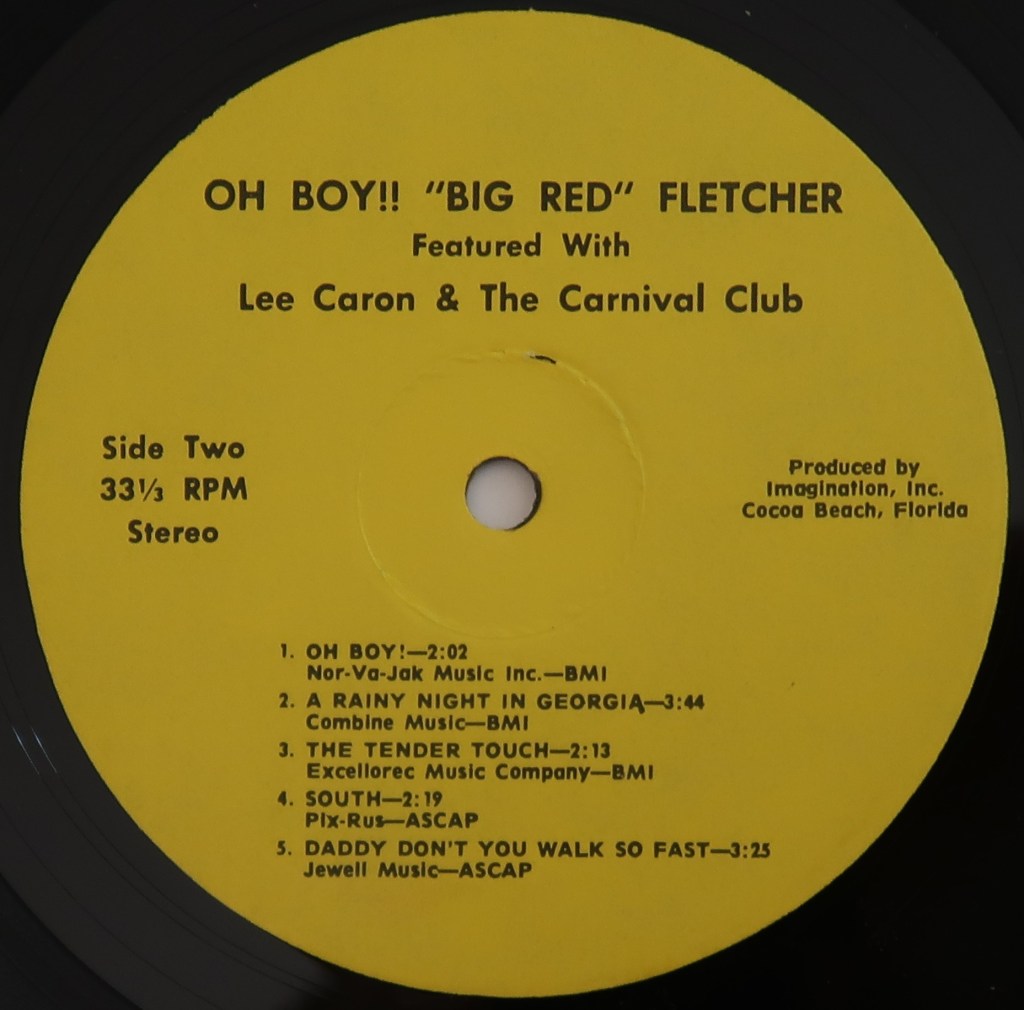 OH BOY!! "BIG RED" FLETCHER
Featured With
Lee Caron & The Carnival Club
Side Two
33⅓ RPM
Stereo
Produced by
Imagination, Inc.
Cocoa Beach, Florida
1. OH BOY!—2:02
Nor-Va-Jak Music Inc.—BMI
2. A RAINY NIGHT IN GEORGIA—3:44
Combine Music—BMI
3. THE TENDER TOUCH—2:13
Excellorec Music Company—BMI
4. SOUTH—2:19
Pix-Rus—ASCAP
5. DADDY DON'T YOU WALK SO FAST—3:25
Jewell Music—ASCAP